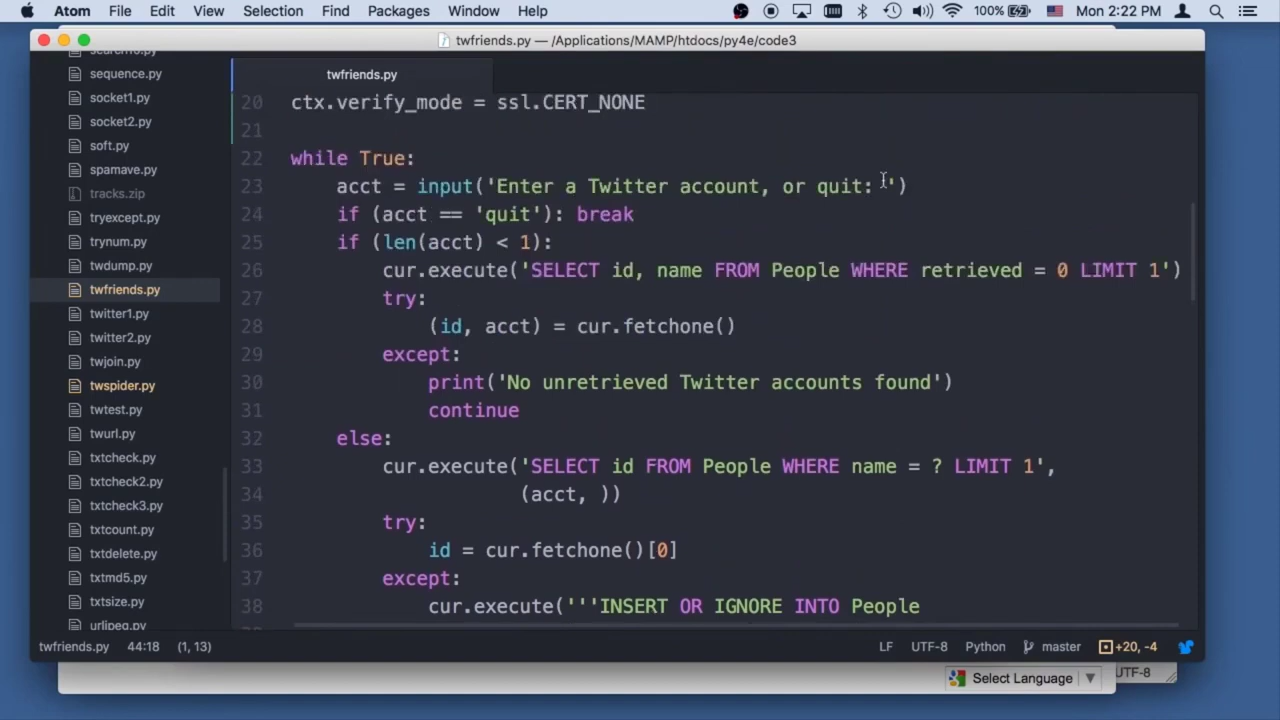 Atom File Edit View Selection Find Packages Window Help 100% Mon 2:22 PM
twfriends.py — /Applications/MAMP/htdocs/py4e/code3
sequence.py
socket1.py
socket2.py
soft.py
spamave.py
tracks.zip
tryexcept.py
trynum.py
twdump.py
twfriends.py
twitter1.py
twitter2.py
twjoin.py
twspider.py
twtest.py
twurl.py
txtcheck.py
txtcheck2.py
txtcheck3.py
txtcount.py
txtdelete.py
txtmd5.py
txtsize.py
urljpeg.py
twfriends.py
20 ctx.verify_mode = ssl.CERT_NONE
21
22 while True:
23 acct = input('Enter a Twitter account, or quit: ')
24 if (acct == 'quit'): break
25 if (len(acct) < 1):
26 cur.execute('SELECT id, name FROM People WHERE retrieved = 0 LIMIT 1')
27 try:
28 (id, acct) = cur.fetchone()
29 except:
30 print('No unretrieved Twitter accounts found')
31 continue
32 else:
33 cur.execute('SELECT id FROM People WHERE name = ? LIMIT 1',
34 (acct, ))
35 try:
36 id = cur.fetchone()[0]
37 except:
38 cur.execute('''INSERT OR IGNORE INTO People
twfriends.py 44:18 (1, 13) LF UTF-8 Python master +20, -4
Select Language ▼ UTF-8